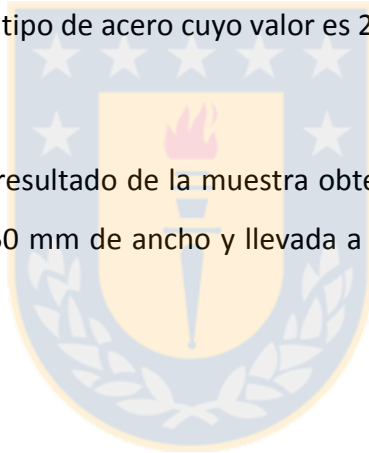 tipo de acero cuyo valor es 2
resultado de la muestra obte
0 mm de ancho y llevada a